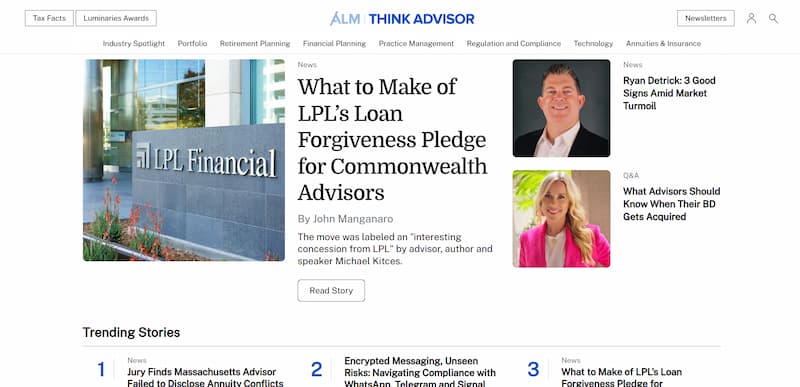 Tax Facts
Luminaries Awards
ALM | THINK ADVISOR
Newsletters
Industry Spotlight
Portfolio
Retirement Planning
Financial Planning
Practice Management
Regulation and Compliance
Technology
Annuities & Insurance
LPL Financial
News
What to Make of
LPL’s Loan
Forgiveness Pledge
for Commonwealth
Advisors
By John Manganaro
The move was labeled an "interesting
concession from LPL" by advisor, author and
speaker Michael Kitces.
Read Story
News
Ryan Detrick: 3 Good
Signs Amid Market
Turmoil
Q&A
What Advisors Should
Know When Their BD
Gets Acquired
Trending Stories
1
News
Jury Finds Massachusetts Advisor
Failed to Disclose Annuity Conflicts
2
Encrypted Messaging, Unseen
Risks: Navigating Compliance with
WhatsApp, Telegram and Signal
3
News
What to Make of LPL's Loan
Forgiveness Pledge for